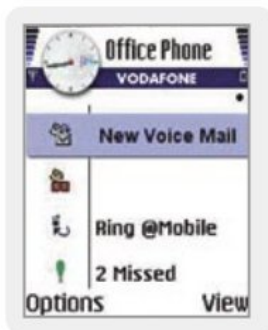 Office Phone
VODAFONE
New Voice Mail
Ring @Mobile
2 Missed
Options View